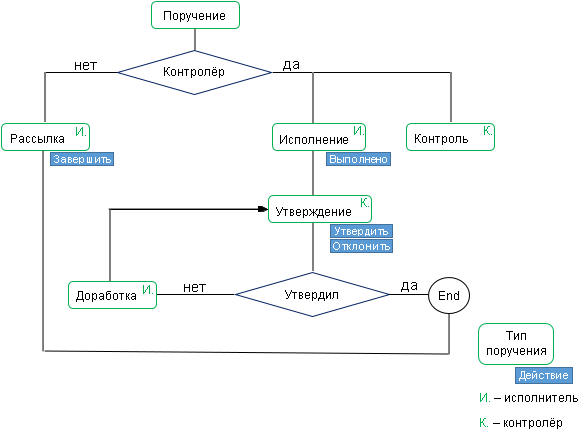 Поручение
нет
Контролёр
да
Рассылка И.
Завершить
Исполнение И.
Выполнено
Контроль К.
Утверждение К.
Утвердить
Отклонить
Доработка И.
нет
Утвердил
да
End
Тип
поручения
Действие
И. – исполнитель
К. – контролёр